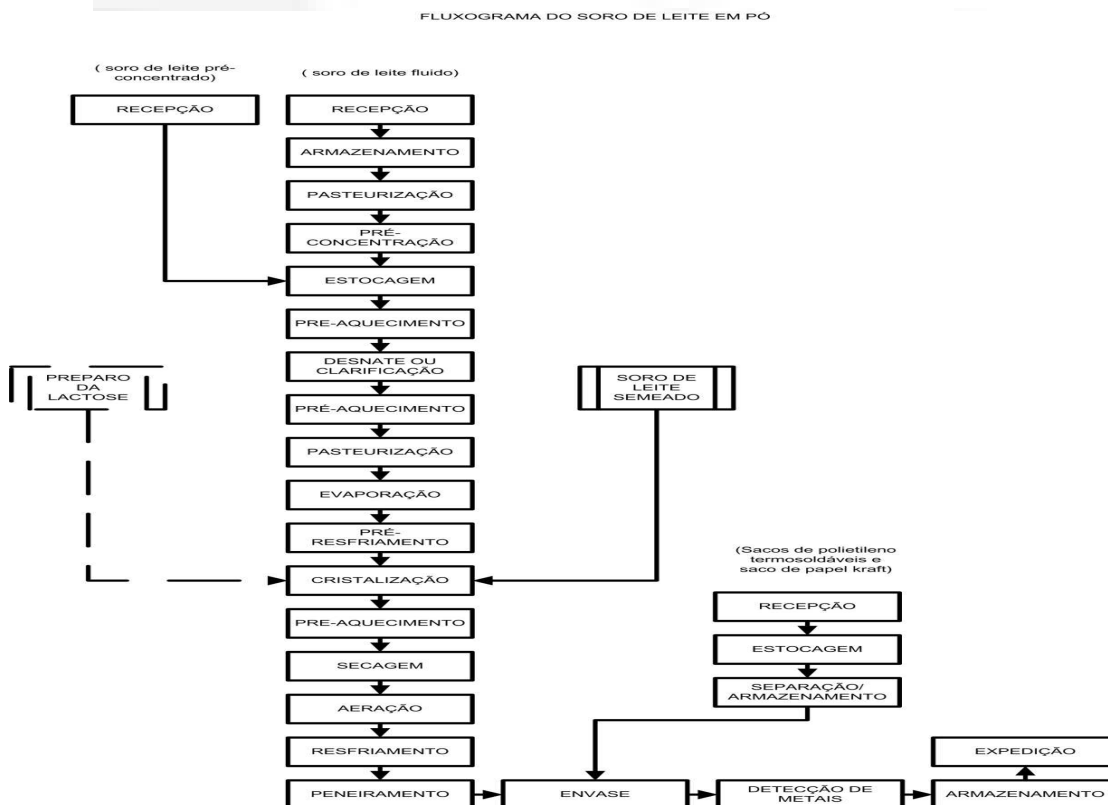 FLUXOGRAMA DO SORO DE LEITE EM PÓ
( soro de leite pré-
concentrado)
( soro de leite fluido)
RECEPÇÃO
RECEPÇÃO
ARMAZENAMENTO
PASTEURIZAÇÃO
PRÉ-
CONCENTRAÇÃO
ESTOCAGEM
PRE-AQUECIMENTO
DESNATE OU
CLARIFICAÇÃO
PREPARO
DA
LACTOSE
SORO DE
LEITE
SEMEADO
PRÉ-AQUECIMENTO
PASTEURIZAÇÃO
EVAPORAÇÃO
PRÉ-
RESFRIAMENTO
CRISTALIZAÇÃO
(Sacos de polietileno
termosoldáveis e
saco de papel kraft)
RECEPÇÃO
ESTOCAGEM
SEPARAÇÃO/
ARMAZENAMENTO
PRE-AQUECIMENTO
SECAGEM
AERAÇÃO
RESFRIAMENTO
PENEIRAMENTO
ENVASE
DETECÇÃO DE
METAIS
ARMAZENAMENTO
EXPEDIÇÃO